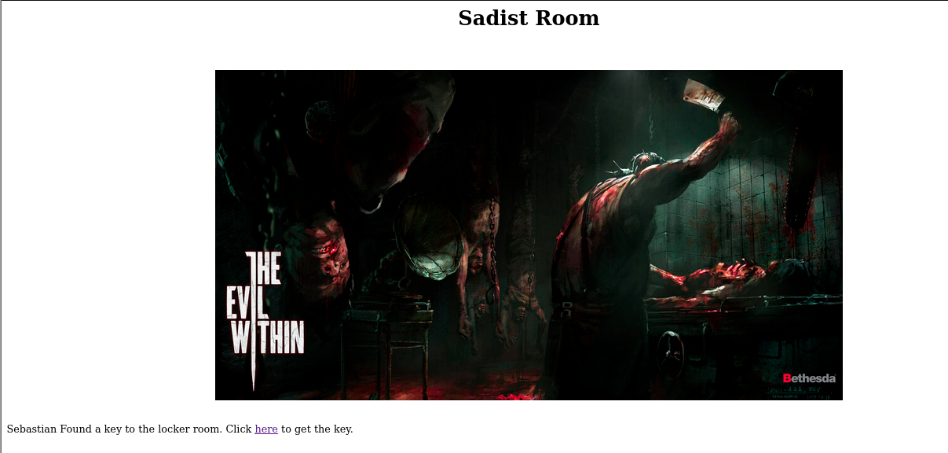 Sadist Room
THE
EVIL
WITHIN
Bethesda
Sebastian Found a key to the locker room. Click here to get the key.